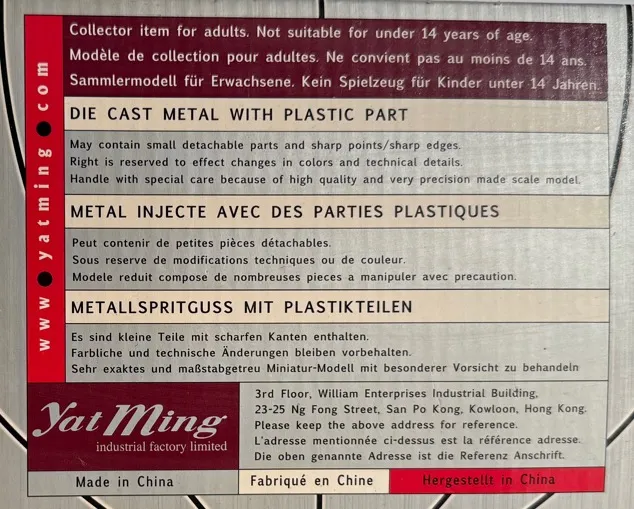 Collector item for adults. Not suitable for under 14 years of age.
Modèle de collection pour adultes. Ne convient pas au moins de 14 ans.
Sammlermodell für Erwachsene. Kein Spielzeug für Kinder unter 14 Jahren.
www.yatming.com
DIE CAST METAL WITH PLASTIC PART
May contain small detachable parts and sharp points/sharp edges.
Right is reserved to effect changes in colors and technical details.
Handle with special care because of high quality and very precision made scale model.
METAL INJECTE AVEC DES PARTIES PLASTIQUES
Peut contenir de petites pièces détachables.
Sous reserve de modifications techniques ou de couleur.
Modele reduit compose de nombreuses pieces a manipuler avec precaution.
METALLSPRITGUSS MIT PLASTIKTEILEN
Es sind kleine Teile mit scharfen Kanten enthalten.
Farbliche und technische Änderungen bleiben vorbehalten.
Sehr exaktes und maßstabgetreu Miniatur-Modell mit besonderer Vorsicht zu behandeln
Yat Ming
industrial factory limited
3rd Floor, William Enterprises Industrial Building,
23-25 Ng Fong Street, San Po Kong, Kowloon, Hong Kong.
Please keep the above address for reference.
L'adresse mentionnée ci-dessus est la référence adresse.
Die oben genannte Adresse ist die Referenz Anschrift.
Made in China
Fabriqué en Chine
Hergestellt in China